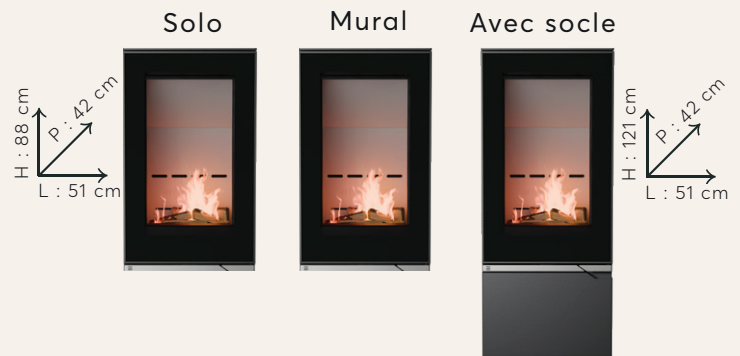 Solo
Mural
Avec socle
H : 88 cm
P : 42 cm
L : 51 cm
H : 121 cm
P : 42 cm
L : 51 cm